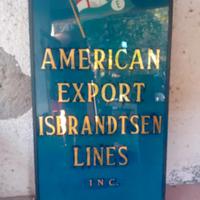 AMERICAN
EXPORT
ISBRANDTSEN
LINES
INC.